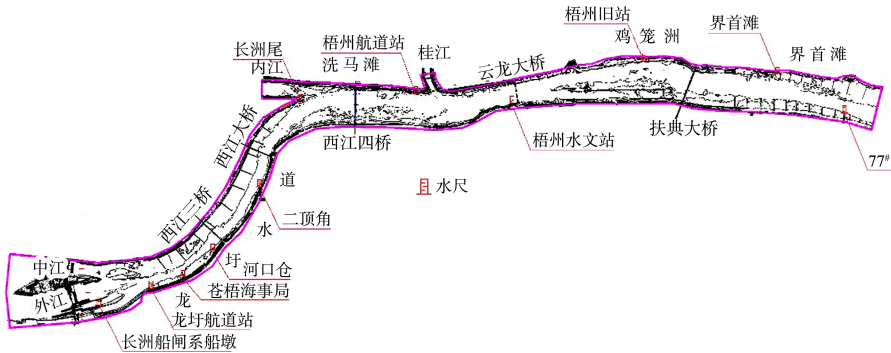 梧州旧站
鸡笼洲
界首滩
界首滩
长洲尾
内江
梧州航道站
洗马滩
桂江
云龙大桥
西江大桥
西江四桥
梧州水文站
扶典大桥
77#
水尺
道
水
二顶角
西江三桥
圩
河口仓
龙
苍梧海事局
中江
外江
龙圩航道站
长洲船闸系船墩